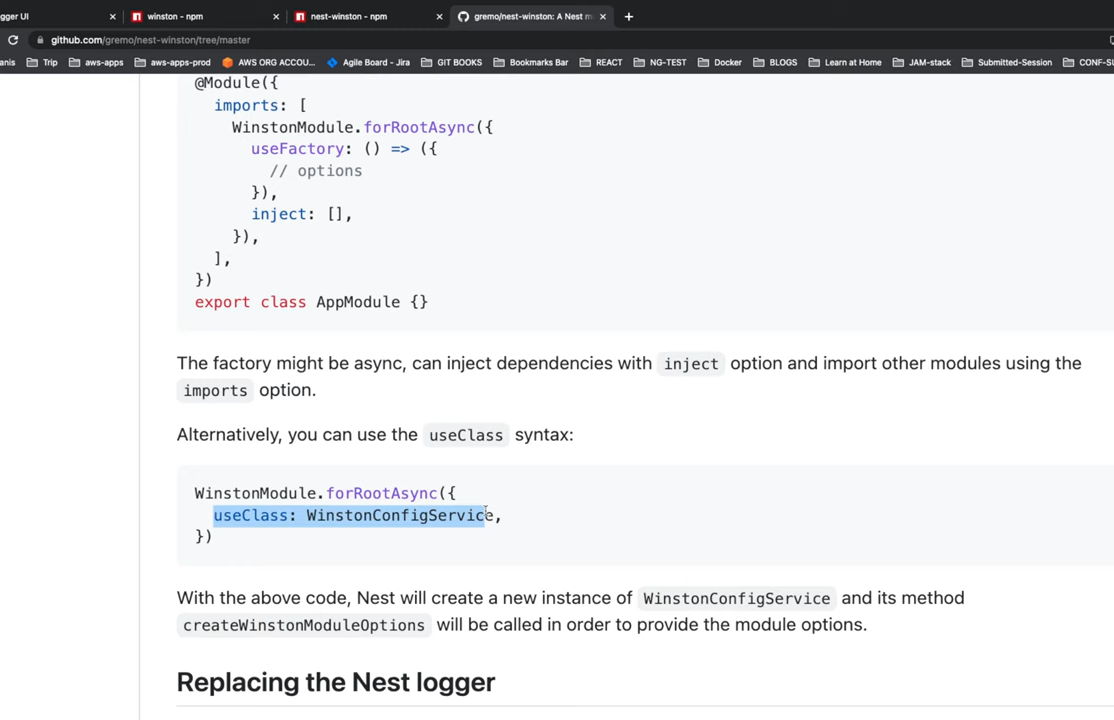 gger UI
winston - npm
nest-winston - npm
gremo/nest-winston: A Nest m
github.com/gremo/nest-winston/tree/master
anis Trip aws-apps aws-apps-prod AWS ORG ACCOU... Agile Board - Jira GIT BOOKS Bookmarks Bar REACT NG-TEST Docker BLOGS Learn at Home JAM-stack Submitted-Session CONF-SU
@Module({
imports: [
WinstonModule.forRootAsync({
useFactory: () => ({
// options
}),
inject: [],
}),
],
})
export class AppModule {}
The factory might be async, can inject dependencies with inject option and import other modules using the
imports option.
Alternatively, you can use the useClass syntax:
WinstonModule.forRootAsync({
useClass: WinstonConfigService,
})
With the above code, Nest will create a new instance of WinstonConfigService and its method
createWinstonModuleOptions will be called in order to provide the module options.
Replacing the Nest logger